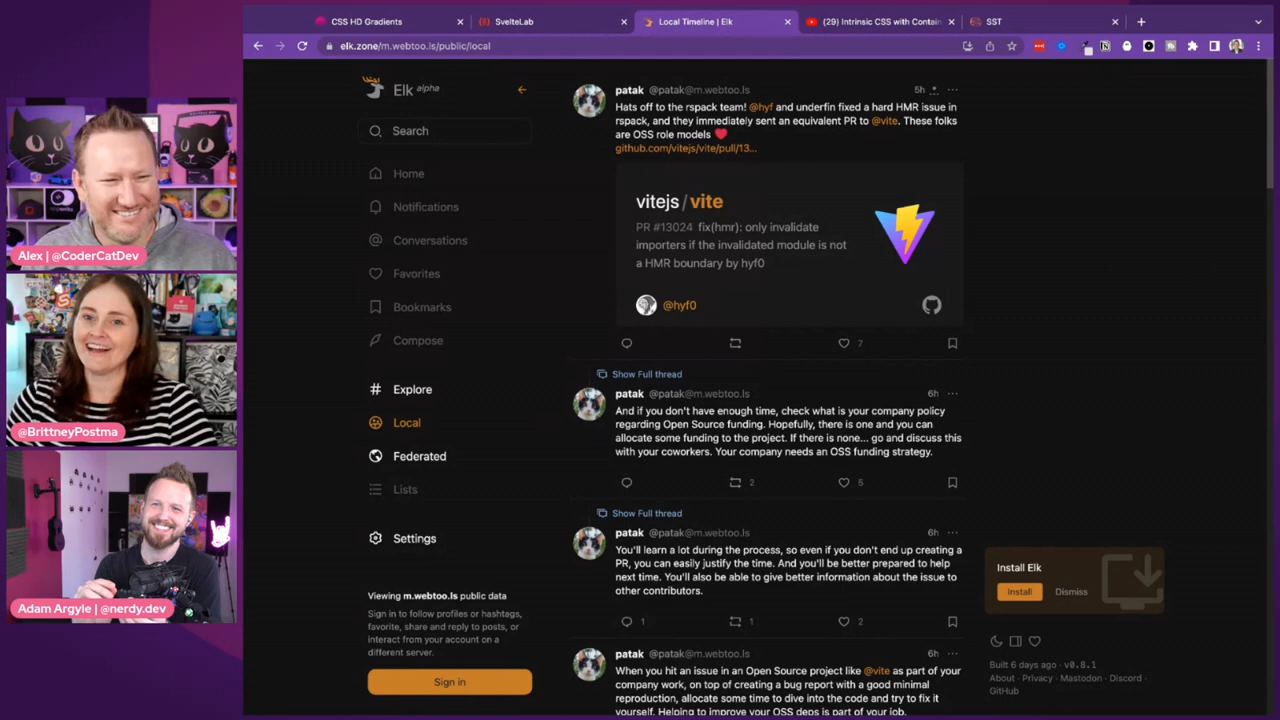 CSS HD Gradients
SvelteLab
Local Timeline | Elk
(29) Intrinsic CSS with Contain
SST
elk.zone/m.webtoo.ls/public/local
Elk alpha
Search
Home
Notifications
Conversations
Favorites
Bookmarks
Compose
Explore
Local
Federated
Lists
Settings
Viewing m.webtoo.ls public data
Sign in to follow profiles or hashtags,
favorite, share and reply to posts, or
interact from your account on a
different server.
Sign in
patak @patak@m.webtoo.ls 5h
Hats off to the rspack team! @hyf and underfin fixed a hard HMR issue in
rspack, and they immediately sent an equivalent PR to @vite. These folks
are OSS role models ❤️
github.com/vitejs/vite/pull/13...
vitejs/vite
PR #13024 fix(hmr): only invalidate
importers if the invalidated module is not
a HMR boundary by hyf0
@hyf0
7
Show Full thread
patak @patak@m.webtoo.ls 6h
And if you don't have enough time, check what is your company policy
regarding Open Source funding. Hopefully, there is one and you can
allocate some funding to the project. If there is none... go and discuss this
with your coworkers. Your company needs an OSS funding strategy.
2 5
Show Full thread
patak @patak@m.webtoo.ls 6h
You'll learn a lot during the process, so even if you don't end up creating a
PR, you can easily justify the time. And you'll be better prepared to help
next time. You'll also be able to give better information about the issue to
other contributors.
1 1 2
patak @patak@m.webtoo.ls 6h
When you hit an issue in an Open Source project like @vite as part of your
company work, on top of creating a bug report with a good minimal
reproduction, allocate some time to dive into the code and try to fix it
yourself. Helping to improve your OSS deps is part of your job.
Install Elk
Install Dismiss
Built 6 days ago · v0.8.1
About · Privacy · Mastodon · Discord ·
GitHub
Alex | @CoderCatDev
@BrittneyPostma
Adam Argyle | @nerdy.dev